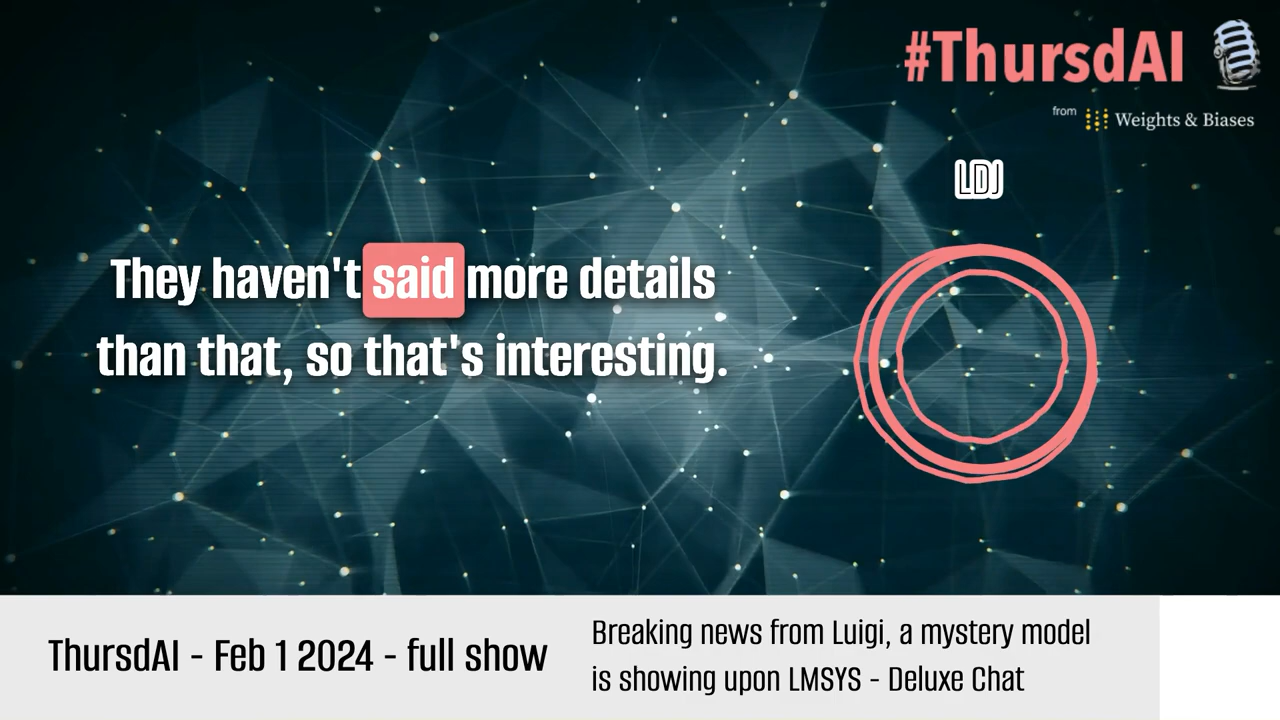 #ThursdAI
from Weights & Biases
LDJ
They haven't said more details
than that, so that's interesting.
ThursdAI - Feb 1 2024 - full show
Breaking news from Luigi, a mystery model
is showing upon LMSYS - Deluxe Chat